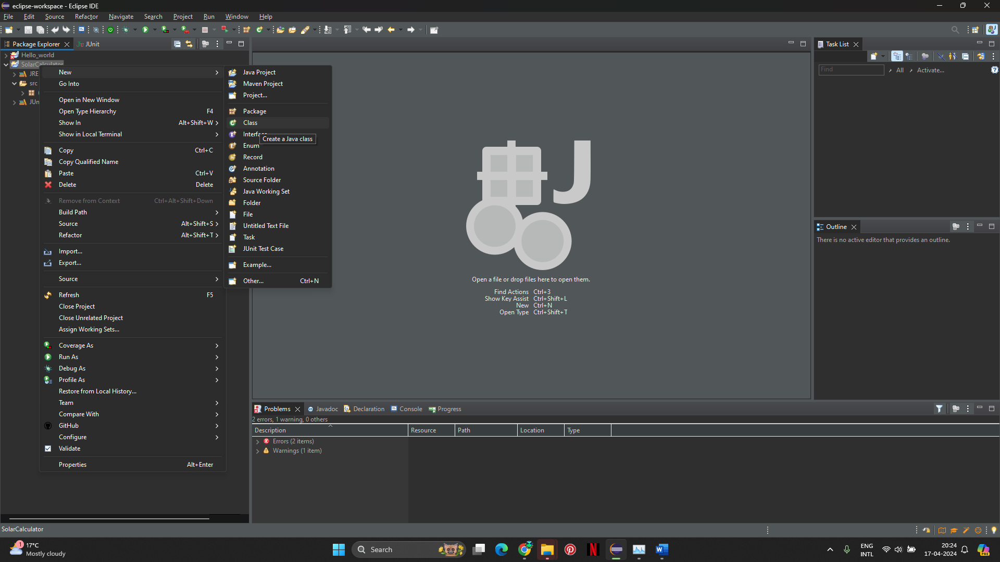 eclipse-workspace - Eclipse IDE
File Edit Source Refactor Navigate Search Project Run Window Help
Package Explorer
JUnit
Hello_world
SolarCalculator
JRE
src
JUn
New
Go Into
Open in New Window
Open Type Hierarchy F4
Show In Alt+Shift+W
Show in Local Terminal
Copy Ctrl+C
Copy Qualified Name
Paste Ctrl+V
Delete Delete
Remove from Context Ctrl+Alt+Shift+Down
Build Path
Source Alt+Shift+S
Refactor Alt+Shift+T
Import...
Export...
Source
Refresh F5
Close Project
Close Unrelated Project
Assign Working Sets...
Coverage As
Run As
Debug As
Profile As
Restore from Local History...
Team
Compare With
GitHub
Configure
Validate
Properties Alt+Enter
Java Project
Maven Project
Project...
Package
Class
Interface
Create a Java class
Enum
Record
Annotation
Source Folder
Java Working Set
Folder
File
Untitled Text File
Task
JUnit Test Case
Example...
Other... Ctrl+N
Open a file or drop files here to open them.
Find Actions Ctrl+3
Show Key Assist Ctrl+Shift+L
New Ctrl+N
Open Type Ctrl+Shift+T
Task List
Find
All
Activate...
Outline
There is no active editor that provides an outline.
Problems
Javadoc
Declaration
Console
Progress
2 errors, 1 warning, 0 others
Description Resource Path Location Type
Errors (2 items)
Warnings (1 item)
SolarCalculator
1
17°C
Mostly cloudy
Search
ENG
INTL
20:24
17-04-2024
PRE